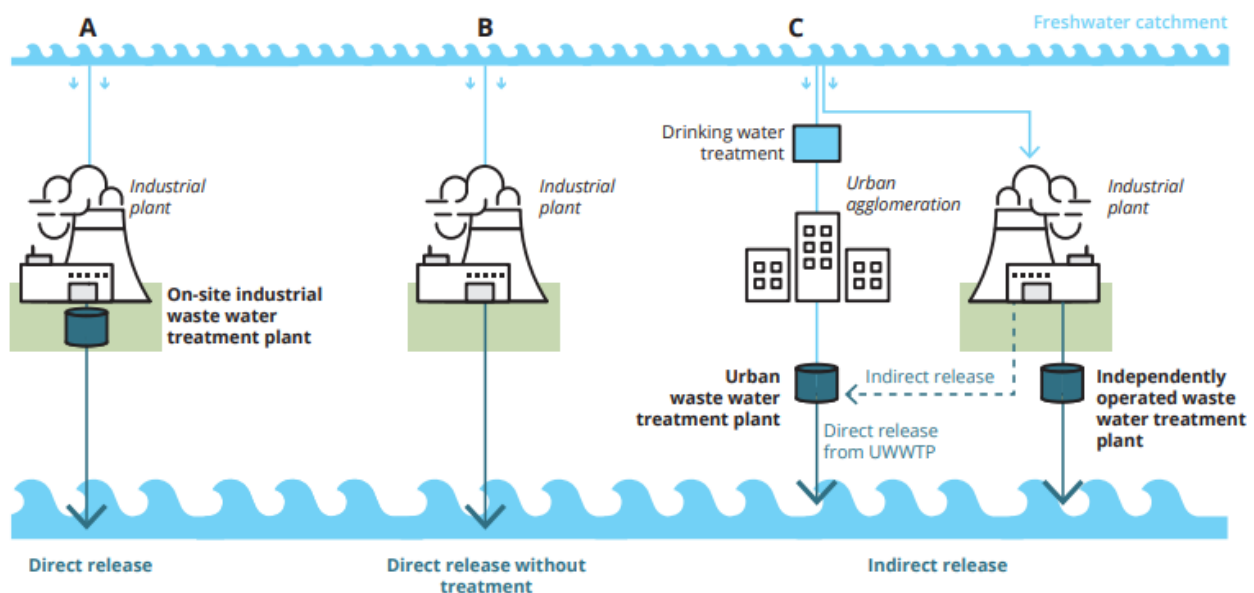 A
B
C
Freshwater catchment
Drinking water
treatment
Industrial
plant
Industrial
plant
Urban
agglomeration
Industrial
plant
On-site industrial
waste water
treatment plant
Urban
waste water
treatment plant
Indirect release
Independently
operated waste
water treatment
plant
Direct release
from UWWTP
Direct release
Direct release without
treatment
Indirect release